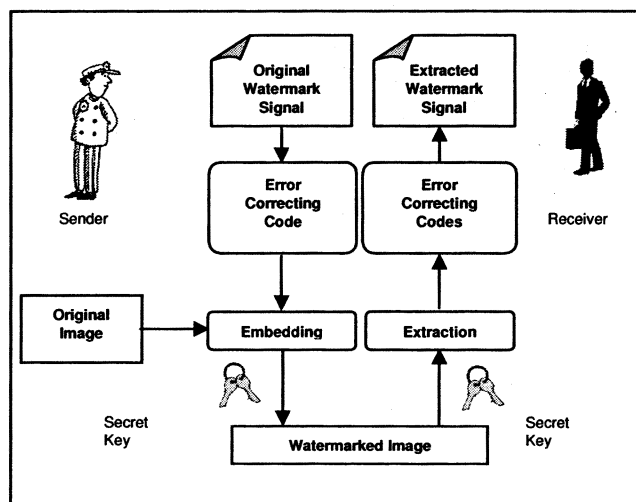 Original
Watermark
Signal
Extracted
Watermark
Signal
Sender
Error
Correcting
Code
Error
Correcting
Codes
Receiver
Original
Image
Embedding
Extraction
Secret
Key
Watermarked Image
Secret
Key